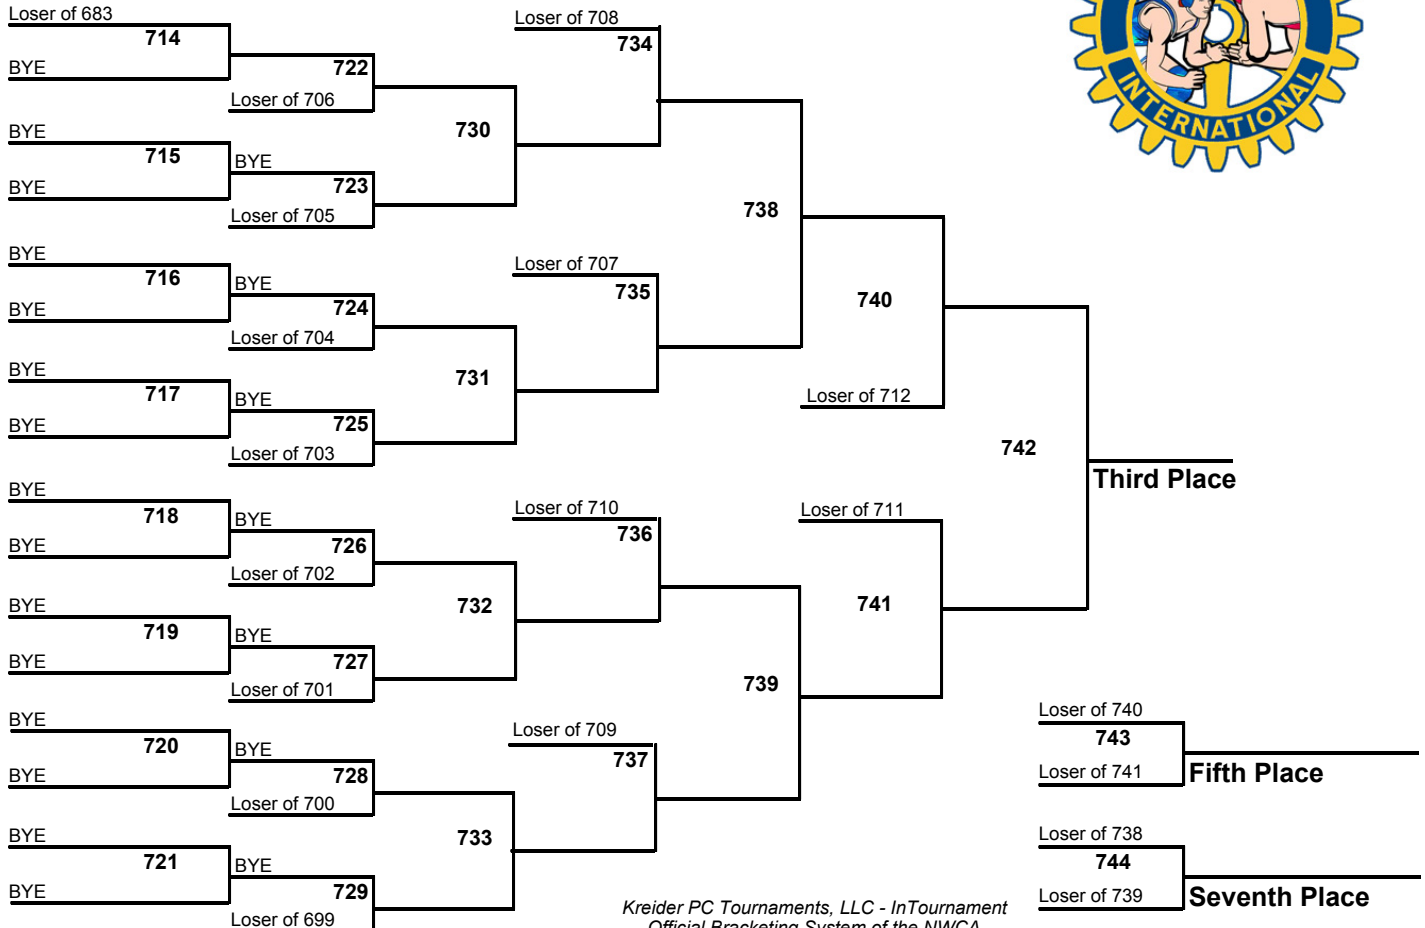 Loser of 683
714
BYE
722
Loser of 706
730
BYE
715
BYE
BYE
723
Loser of 705
Loser of 708
734
738
BYE
716
BYE
BYE
724
Loser of 704
731
BYE
717
BYE
BYE
725
Loser of 703
Loser of 707
735
740
Loser of 712
742
Third Place
BYE
718
BYE
BYE
726
Loser of 702
732
BYE
719
BYE
BYE
727
Loser of 701
Loser of 710
736
739
Loser of 711
741
BYE
720
BYE
BYE
728
Loser of 700
733
BYE
721
BYE
BYE
729
Loser of 699
Loser of 709
737
Loser of 740
743
Loser of 741
Fifth Place
Loser of 738
744
Loser of 739
Seventh Place
Kreider PC Tournaments, LLC - InTournament
Official Bracketing System of the NWCA
INTERNATIONAL